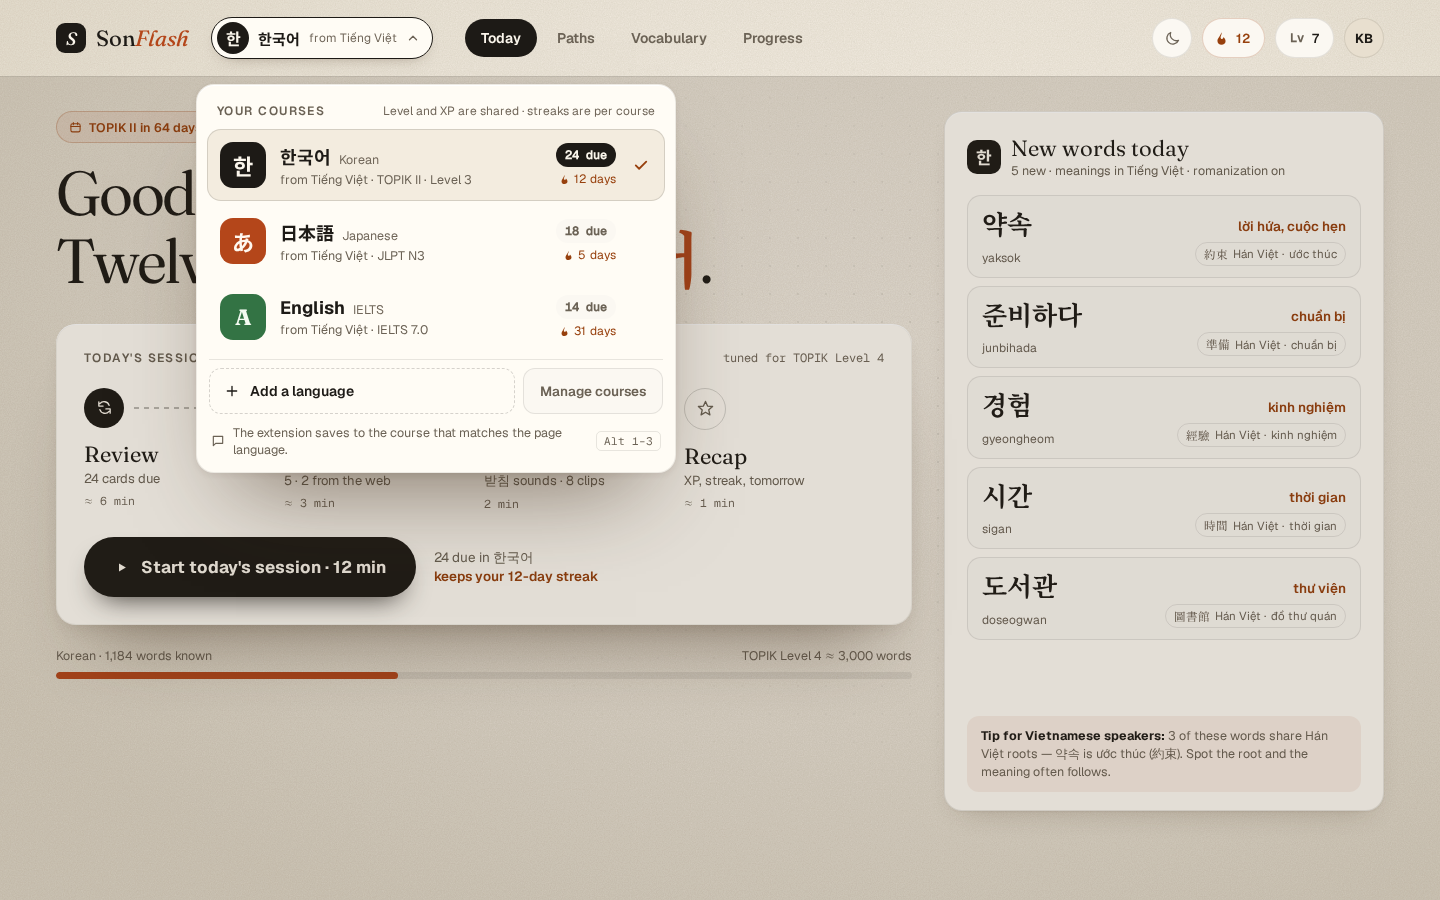 S SonFlash
한 한국어 from Tiếng Việt
Today Paths Vocabulary Progress
12
Lv 7
KB
YOUR COURSES Level and XP are shared · streaks are per course
한 한국어 Korean 24 due
from Tiếng Việt · TOPIK II · Level 3 12 days
あ 日本語 Japanese 18 due
from Tiếng Việt · JLPT N3 5 days
A English IELTS 14 due
from Tiếng Việt · IELTS 7.0 31 days
Add a language Manage courses
The extension saves to the course that matches the page
language.
Alt 1–3
TOPIK II in 64 day
Good
Twel
.
TODAY'S SESSIO tuned for TOPIK Level 4
Review
24 cards due
≈ 6 min
5 · 2 from the web
≈ 3 min
받침 sounds · 8 clips
2 min
Recap
XP, streak, tomorrow
≈ 1 min
Start today's session · 12 min
24 due in 한국어
keeps your 12-day streak
Korean · 1,184 words known TOPIK Level 4 ≈ 3,000 words
한 New words today
5 new · meanings in Tiếng Việt · romanization on
약속 lời hứa, cuộc hẹn
yaksok 約束 Hán Việt · ước thúc
준비하다 chuẩn bị
junbihada 準備 Hán Việt · chuẩn bị
경험 kinh nghiệm
gyeongheom 經驗 Hán Việt · kinh nghiệm
시간 thời gian
sigan 時間 Hán Việt · thời gian
도서관 thư viện
doseogwan 圖書館 Hán Việt · đồ thư quán
Tip for Vietnamese speakers: 3 of these words share Hán
Việt roots — 약속 is ước thúc (約束). Spot the root and the
meaning often follows.